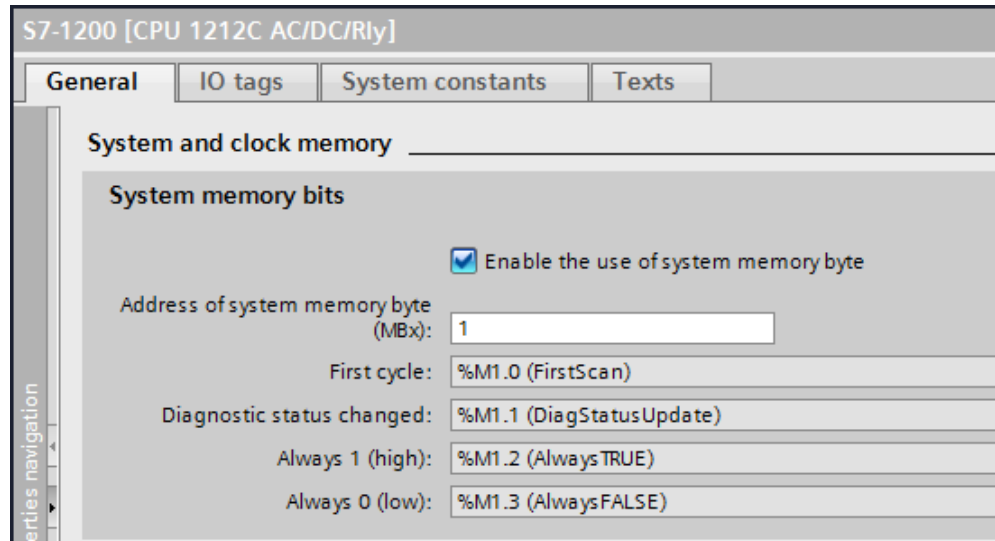 S7-1200 [CPU 1212C AC/DC/Rly]
General IO tags System constants Texts
System and clock memory
System memory bits
Enable the use of system memory byte
Address of system memory byte
(MBx): 1
First cycle: %M1.0 (FirstScan)
Diagnostic status changed: %M1.1 (DiagStatusUpdate)
Always 1 (high): %M1.2 (AlwaysTRUE)
Always 0 (low): %M1.3 (AlwaysFALSE)
erties navigation